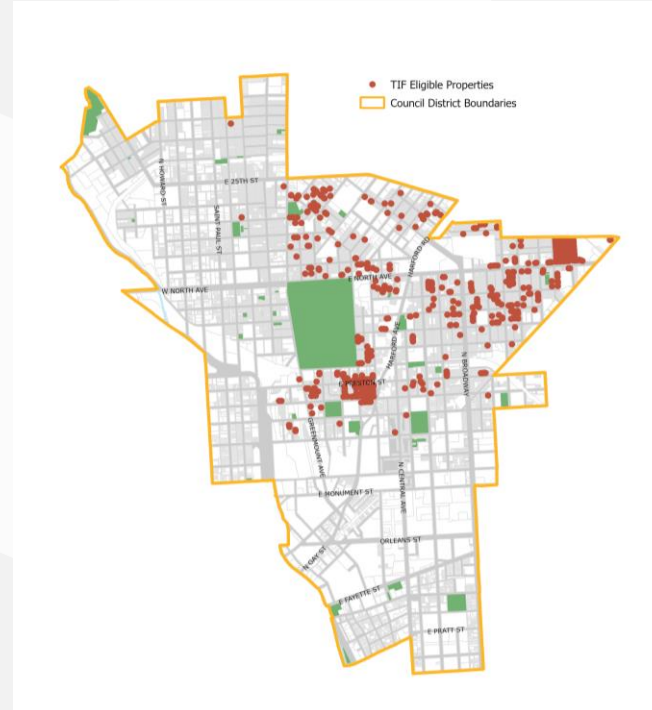 TIF Eligible Properties
Council District Boundaries
N HOWARD ST
E 25TH ST
SAINT PAUL ST
HARFORD RD
E NORTH AVE
W NORTH AVE
HARFORD AVE
N BROADWAY
E PRESTON ST
GREENMOUNT AVE
N CENTRAL AVE
E MONUMENT ST
ORLEANS ST
N GAY ST
E FAYETTE ST
E PRATT ST